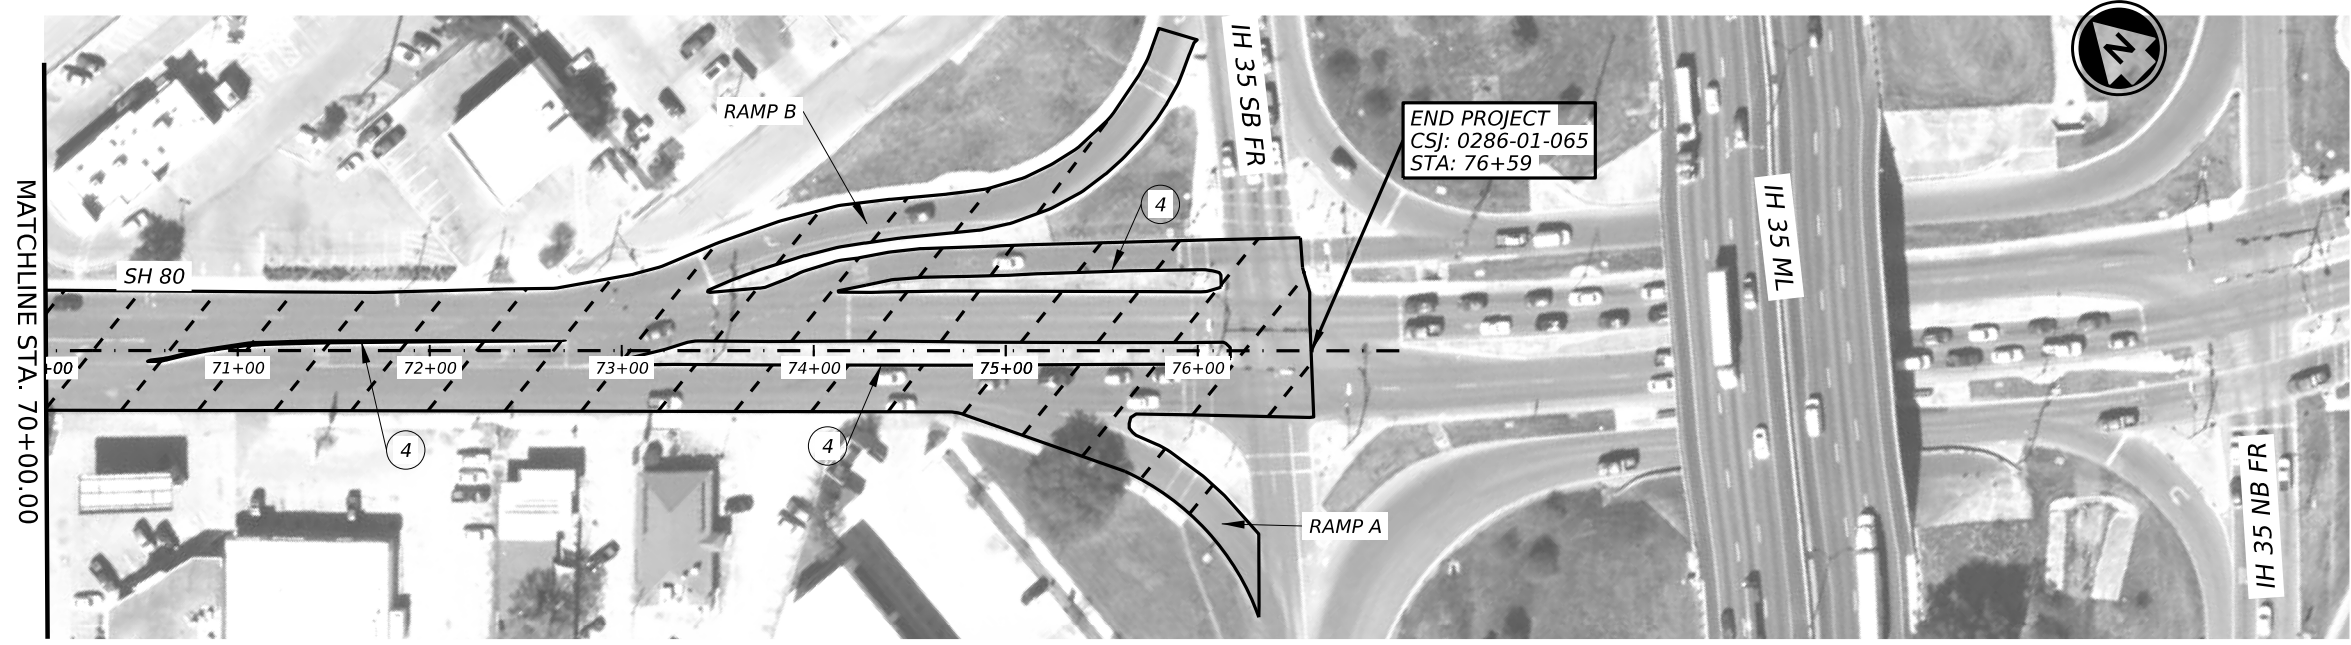 MATCHLINE STA. 70+00.00
SH 80
RAMP B
IH 35 SB FR
END PROJECT
CSJ: 0286-01-065
STA: 76+59
4
IH 35 ML
N
+00
71+00
72+00
73+00
74+00
75+00
76+00
4
4
RAMP A
IH 35 NB FR